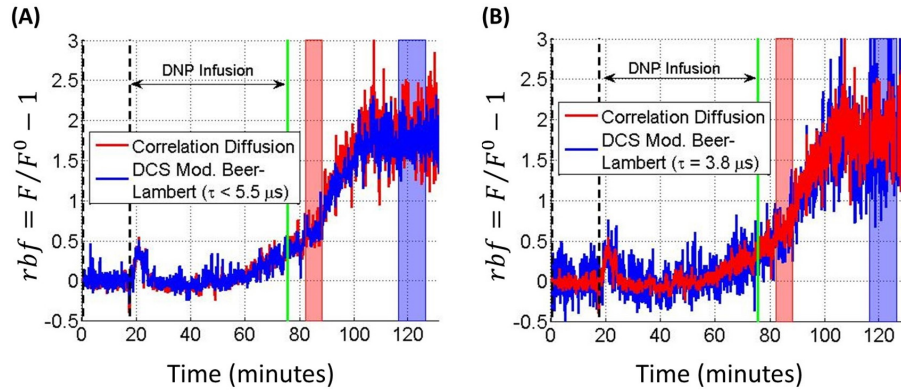 (A)
rbf = F/F⁰ − 1
3
2.5
2
1.5
1
0.5
0
-0.5
DNP Infusion
Correlation Diffusion
DCS Mod. Beer-
Lambert (τ < 5.5 μs)
0 20 40 60 80 100 120
Time (minutes)
(B)
rbf = F/F⁰ − 1
3
2.5
2
1.5
1
0.5
0
-0.5
DNP Infusion
Correlation Diffusion
DCS Mod. Beer-
Lambert (τ = 3.8 μs)
0 20 40 60 80 100 120
Time (minutes)